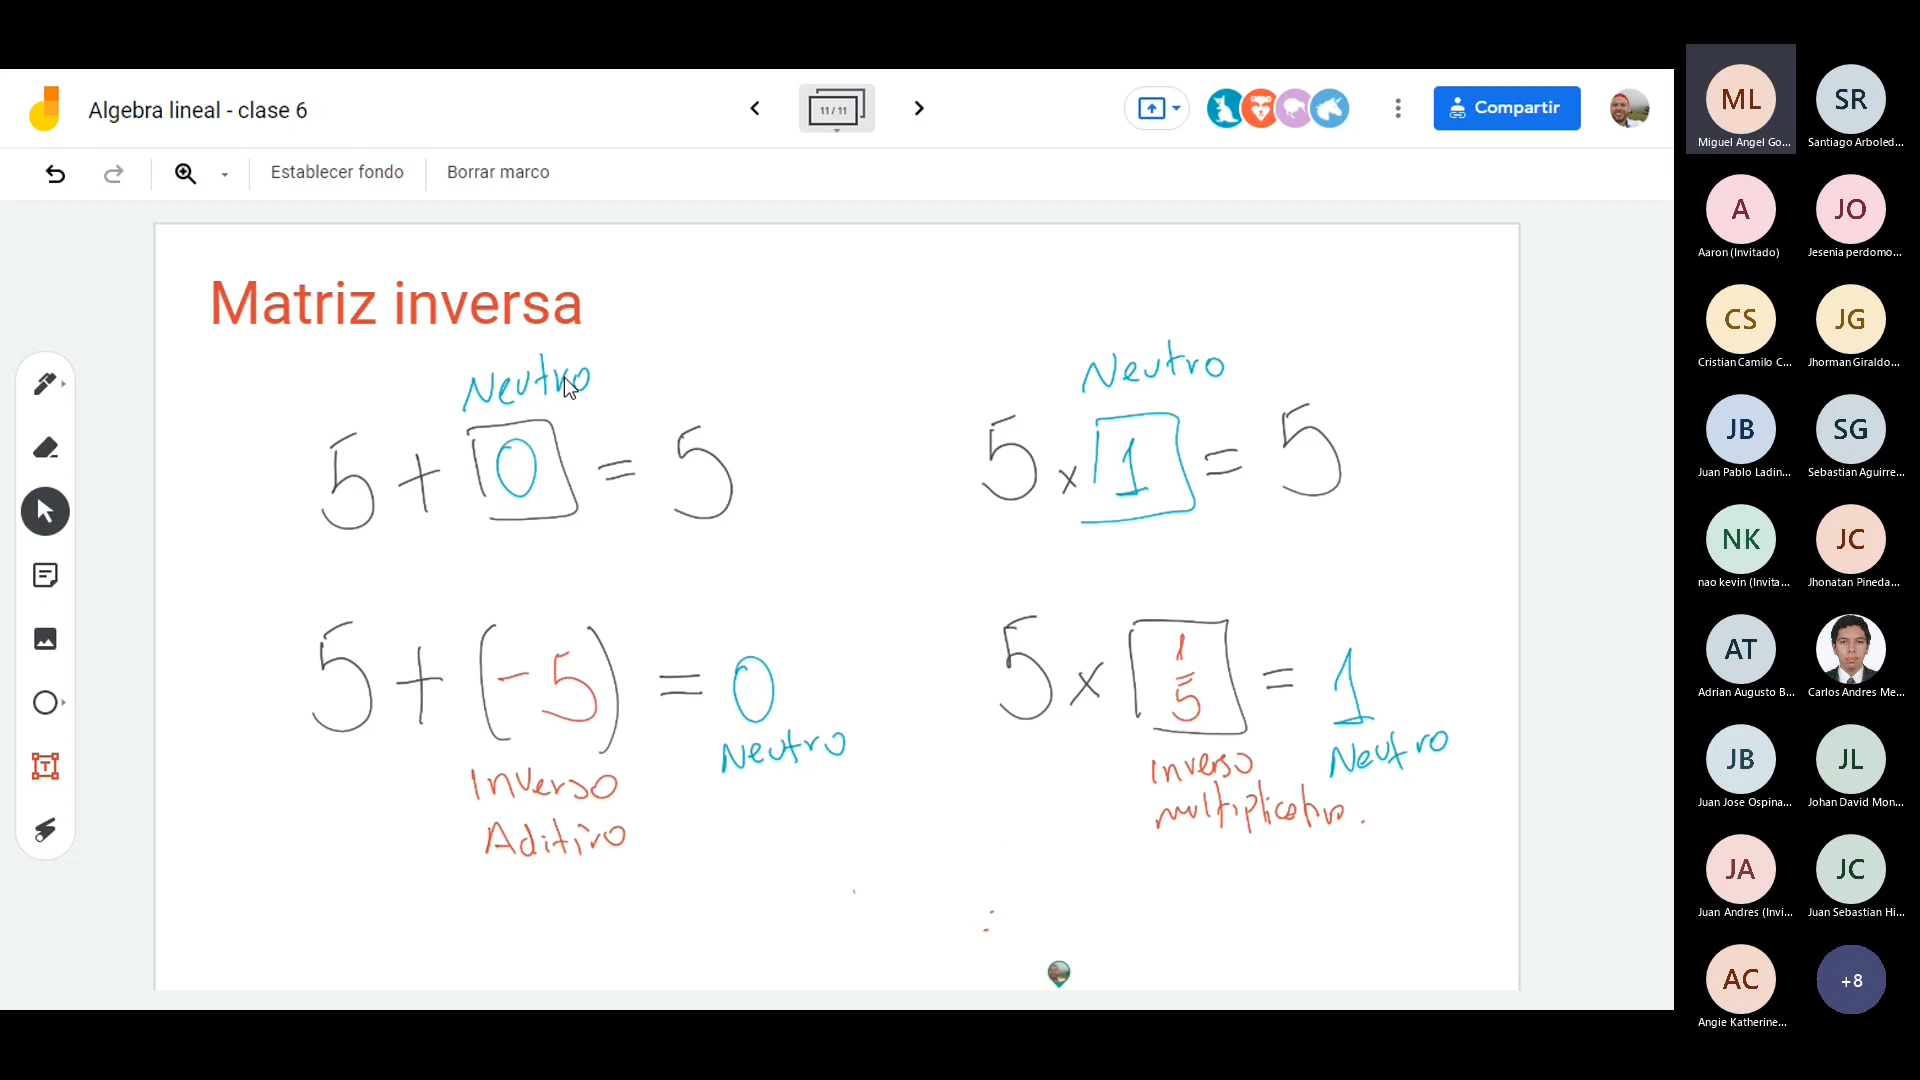 Algebra lineal - clase 6
11 / 11
Compartir
Establecer fondo
Borrar marco
Matriz inversa
Neutro
5 + 0 = 5
Neutro
5 x 1 = 5
5 + (-5) = 0
Neutro
Inverso
Aditivo
5 x 1/5 = 1
Neutro
Inverso
multiplicativo.
ML
Miguel Angel Go...
SR
Santiago Arboled...
A
Aaron (Invitado)
JO
Jesenia perdomo...
CS
Cristian Camilo C...
JG
Jhorman Giraldo...
JB
Juan Pablo Ladin...
SG
Sebastian Aguirre...
NK
nao kevin (Invita...
JC
Jhonatan Pineda...
AT
Adrian Augusto B...
Carlos Andres Me...
JB
Juan Jose Ospina...
JL
Johan David Mon...
JA
Juan Andres (Invi...
JC
Juan Sebastian Hi...
AC
Angie Katherine...
+8